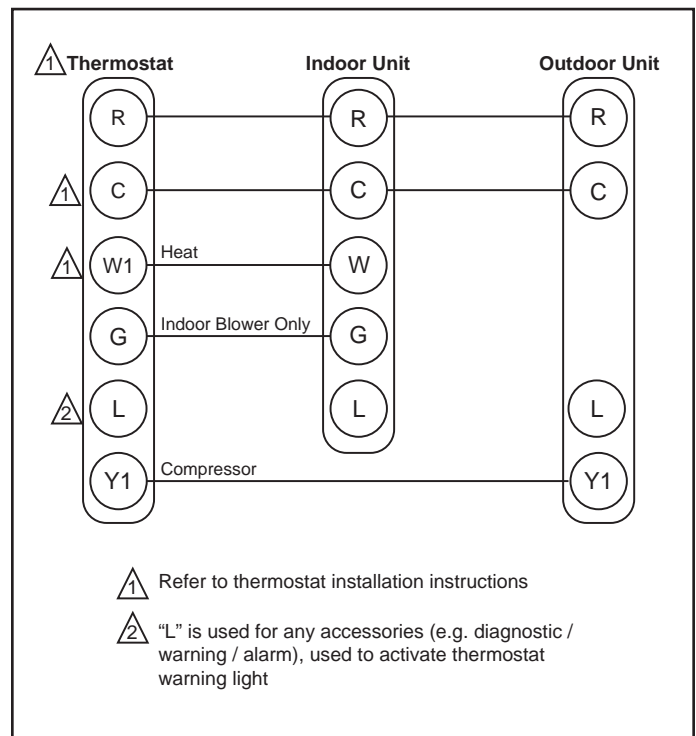 1 Thermostat Indoor Unit Outdoor Unit
R R R
1 C C C
1 W1 Heat W
G Indoor Blower Only G
2 L L L
Y1 Compressor Y1
1 Refer to thermostat installation instructions
2 “L” is used for any accessories (e.g. diagnostic /
warning / alarm), used to activate thermostat
warning light